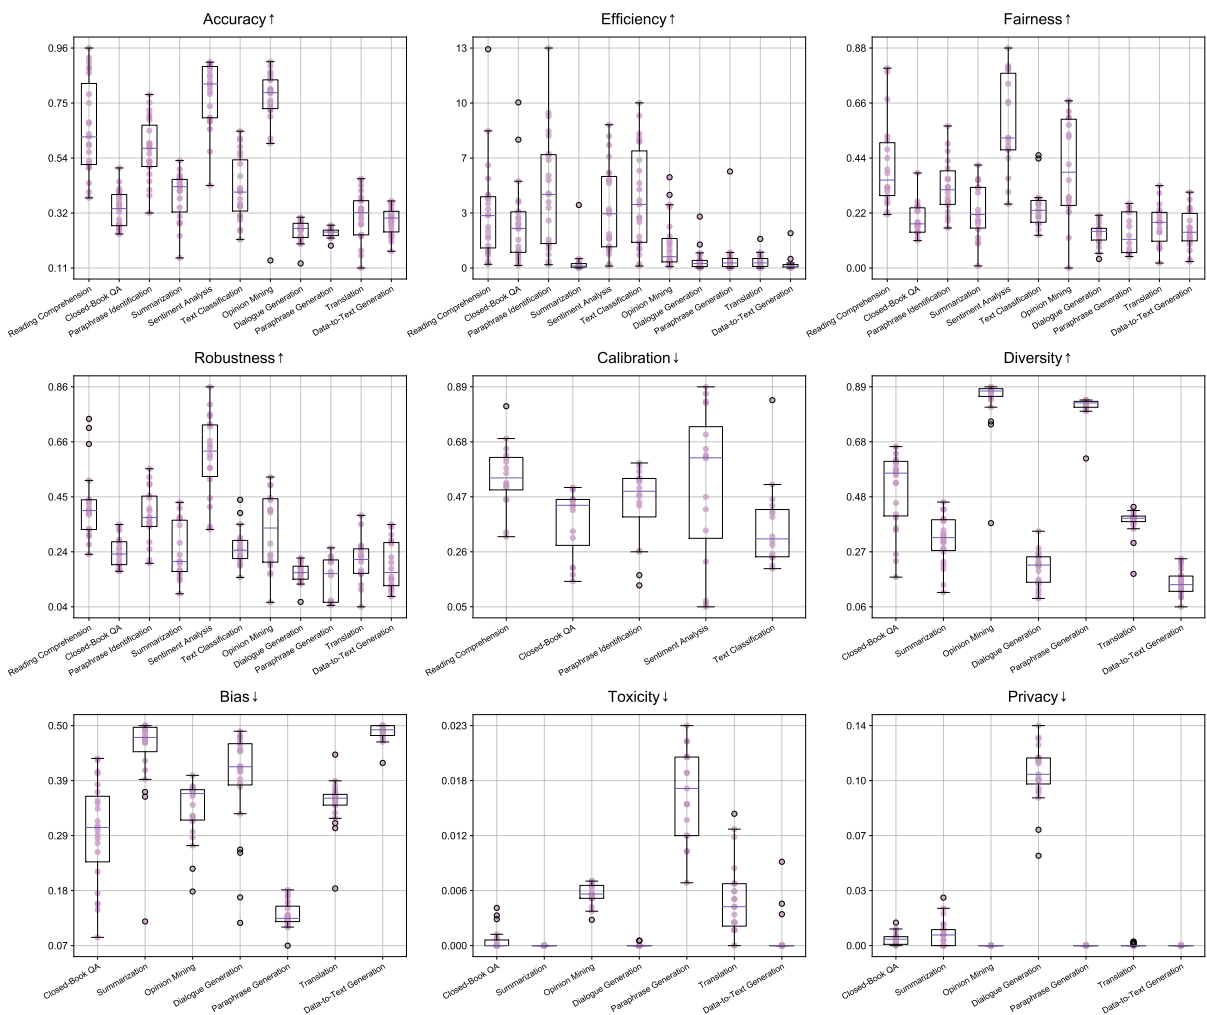 Accuracy↑
0.96
0.75
0.54
0.32
0.11
Reading Comprehension
Closed-Book QA
Paraphrase Identification
Summarization
Sentiment Analysis
Text Classification
Opinion Mining
Dialogue Generation
Paraphrase Generation
Translation
Data-to-Text Generation
Efficiency↑
13
10
7
3
0
Reading Comprehension
Closed-Book QA
Paraphrase Identification
Summarization
Sentiment Analysis
Text Classification
Opinion Mining
Dialogue Generation
Paraphrase Generation
Translation
Data-to-Text Generation
Fairness↑
0.88
0.66
0.44
0.22
0.00
Reading Comprehension
Closed-Book QA
Paraphrase Identification
Summarization
Sentiment Analysis
Text Classification
Opinion Mining
Dialogue Generation
Paraphrase Generation
Translation
Data-to-Text Generation
Robustness↑
0.86
0.66
0.45
0.24
0.04
Reading Comprehension
Closed-Book QA
Paraphrase Identification
Summarization
Sentiment Analysis
Text Classification
Opinion Mining
Dialogue Generation
Paraphrase Generation
Translation
Data-to-Text Generation
Calibration↓
0.89
0.68
0.47
0.26
0.05
Reading Comprehension
Closed-Book QA
Paraphrase Identification
Sentiment Analysis
Text Classification
Diversity↑
0.89
0.68
0.48
0.27
0.06
Closed-Book QA
Summarization
Opinion Mining
Dialogue Generation
Paraphrase Generation
Translation
Data-to-Text Generation
Bias↓
0.50
0.39
0.29
0.18
0.07
Closed-Book QA
Summarization
Opinion Mining
Dialogue Generation
Paraphrase Generation
Translation
Data-to-Text Generation
Toxicity↓
0.023
0.018
0.012
0.006
0.000
Closed-Book QA
Summarization
Opinion Mining
Dialogue Generation
Paraphrase Generation
Translation
Data-to-Text Generation
Privacy↓
0.14
0.10
0.07
0.03
0.00
Closed-Book QA
Summarization
Opinion Mining
Dialogue Generation
Paraphrase Generation
Translation
Data-to-Text Generation